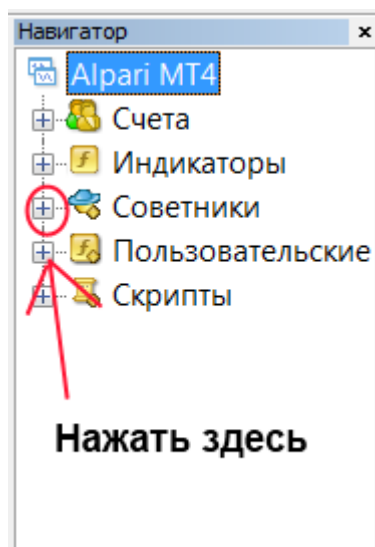 Навигатор
Alpari MT4
Счета
Индикаторы
Советники
Пользовательские
Скрипты
Нажать здесь